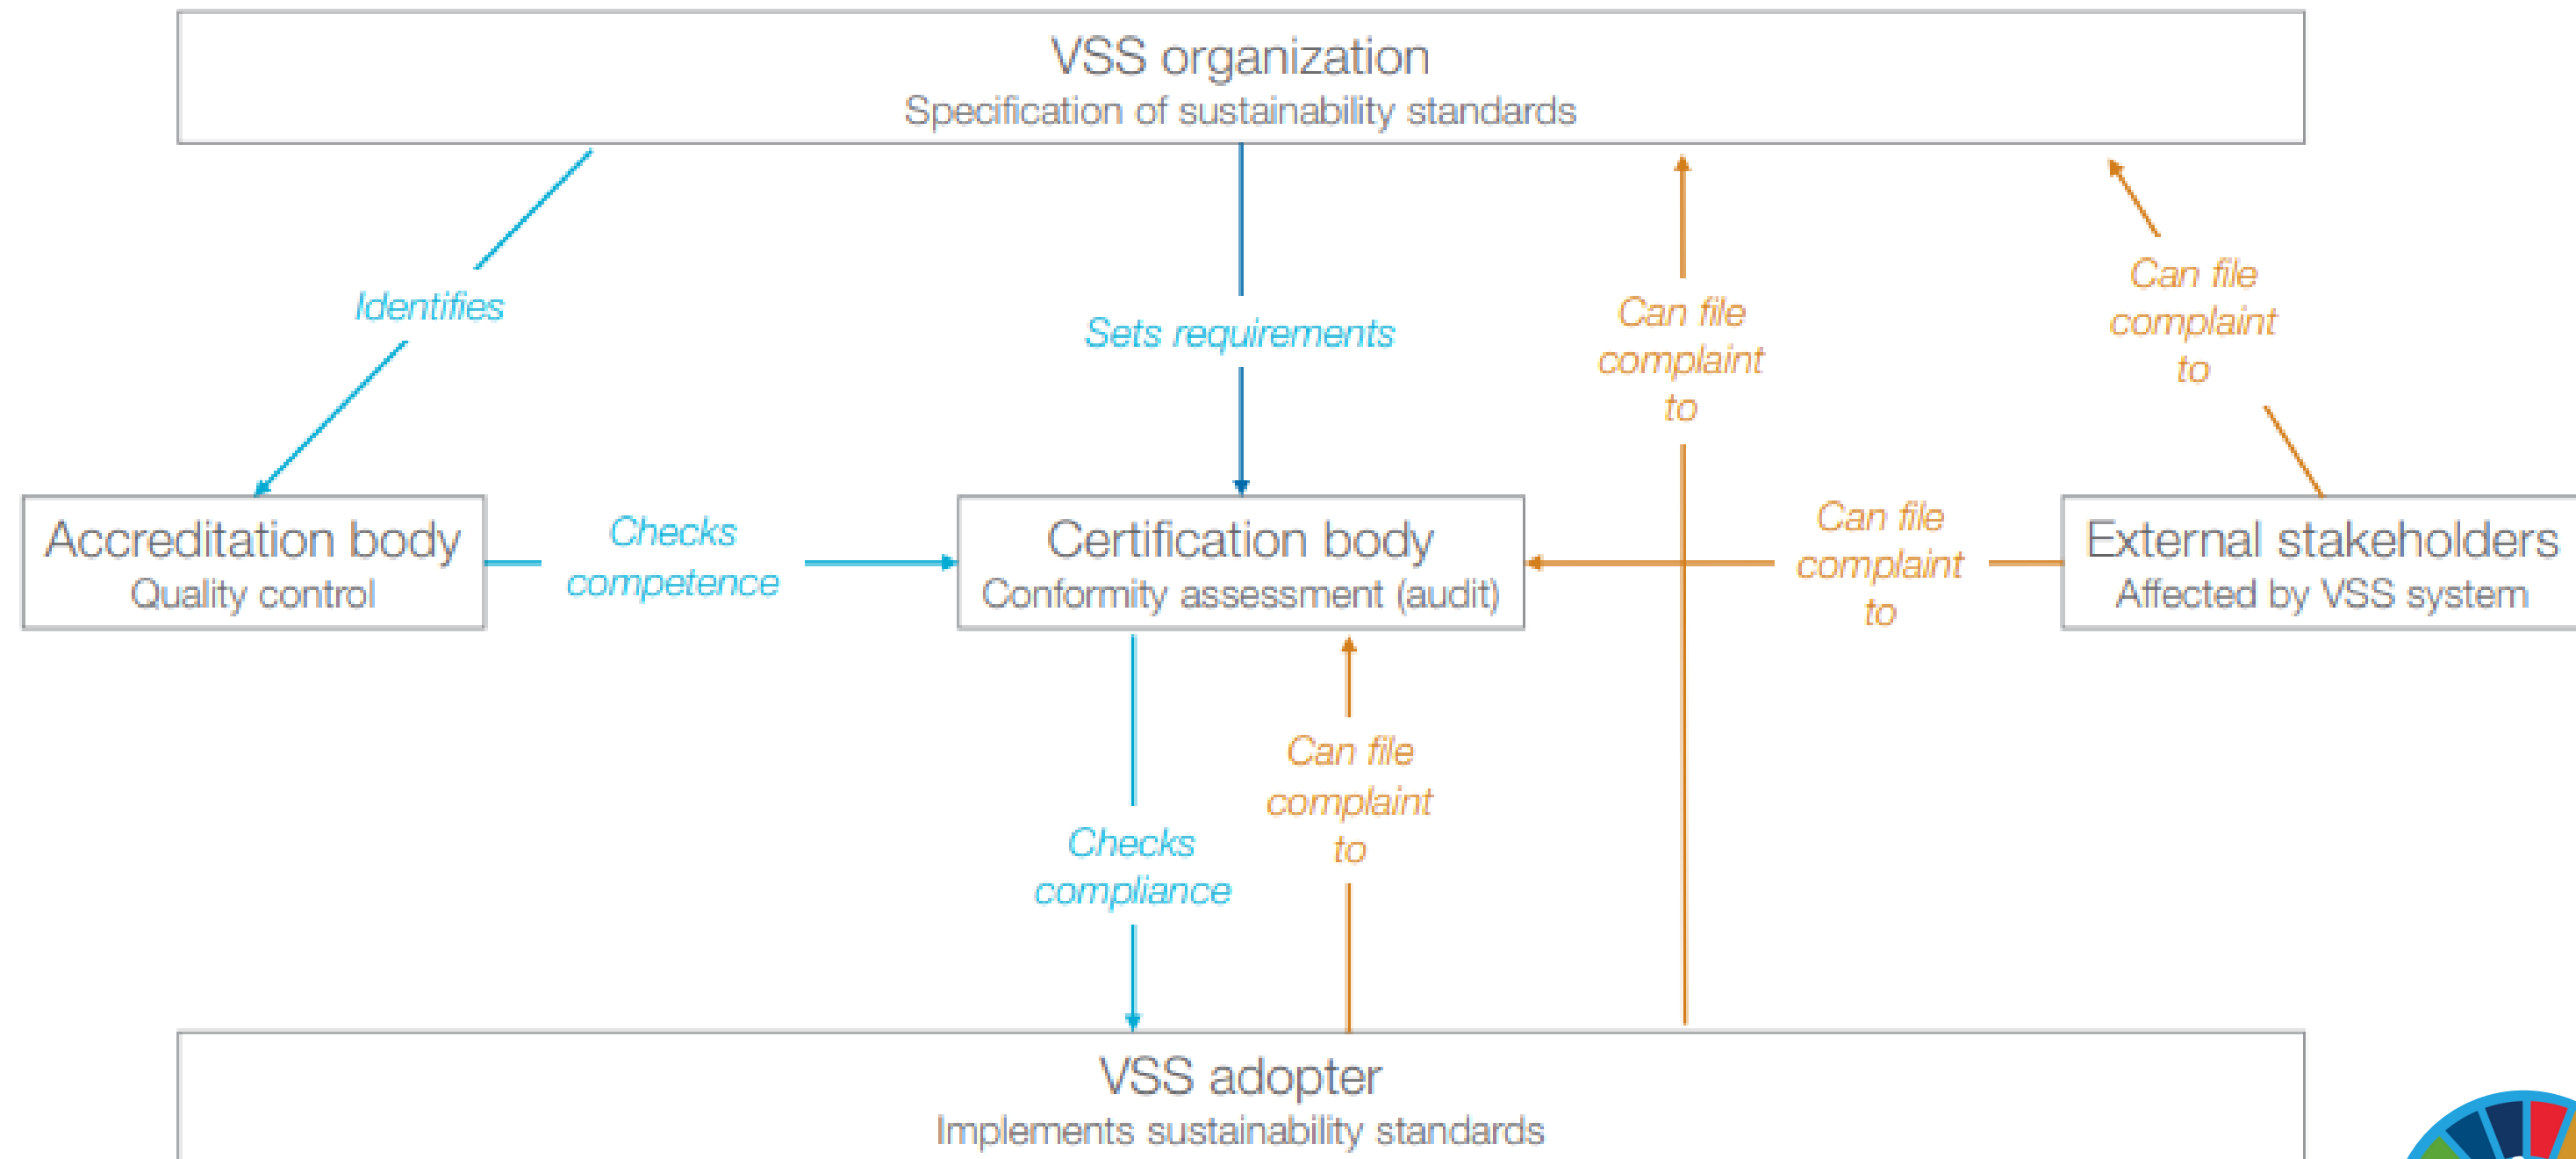 VSS organization
Specification of sustainability standards
Identifies
Sets requirements
Can file
complaint
to
Can file
complaint
to
Accreditation body
Quality control
Checks
competence
Certification body
Conformity assessment (audit)
Can file
complaint
to
External stakeholders
Affected by VSS system
Checks
compliance
Can file
complaint
to
VSS adopter
Implements sustainability standards